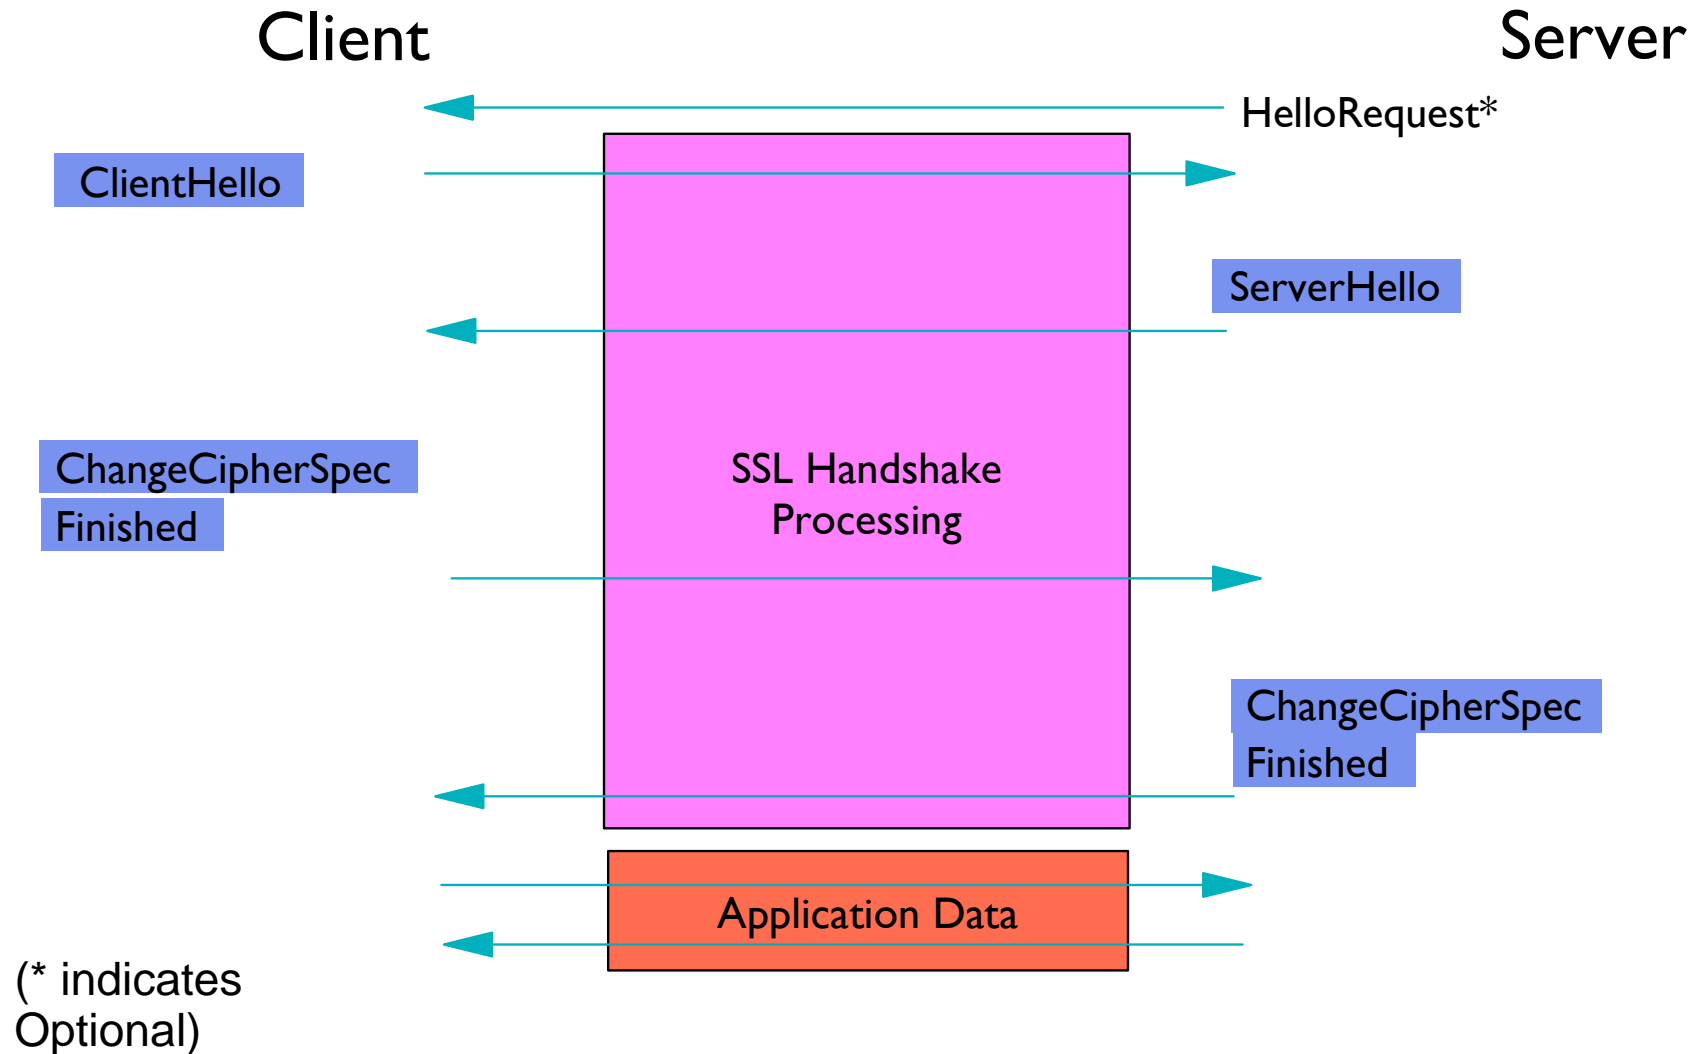 Client
Server
HelloRequest*
ClientHello
ServerHello
ChangeCipherSpec
Finished
SSL Handshake
Processing
ChangeCipherSpec
Finished
Application Data
(* indicates
Optional)